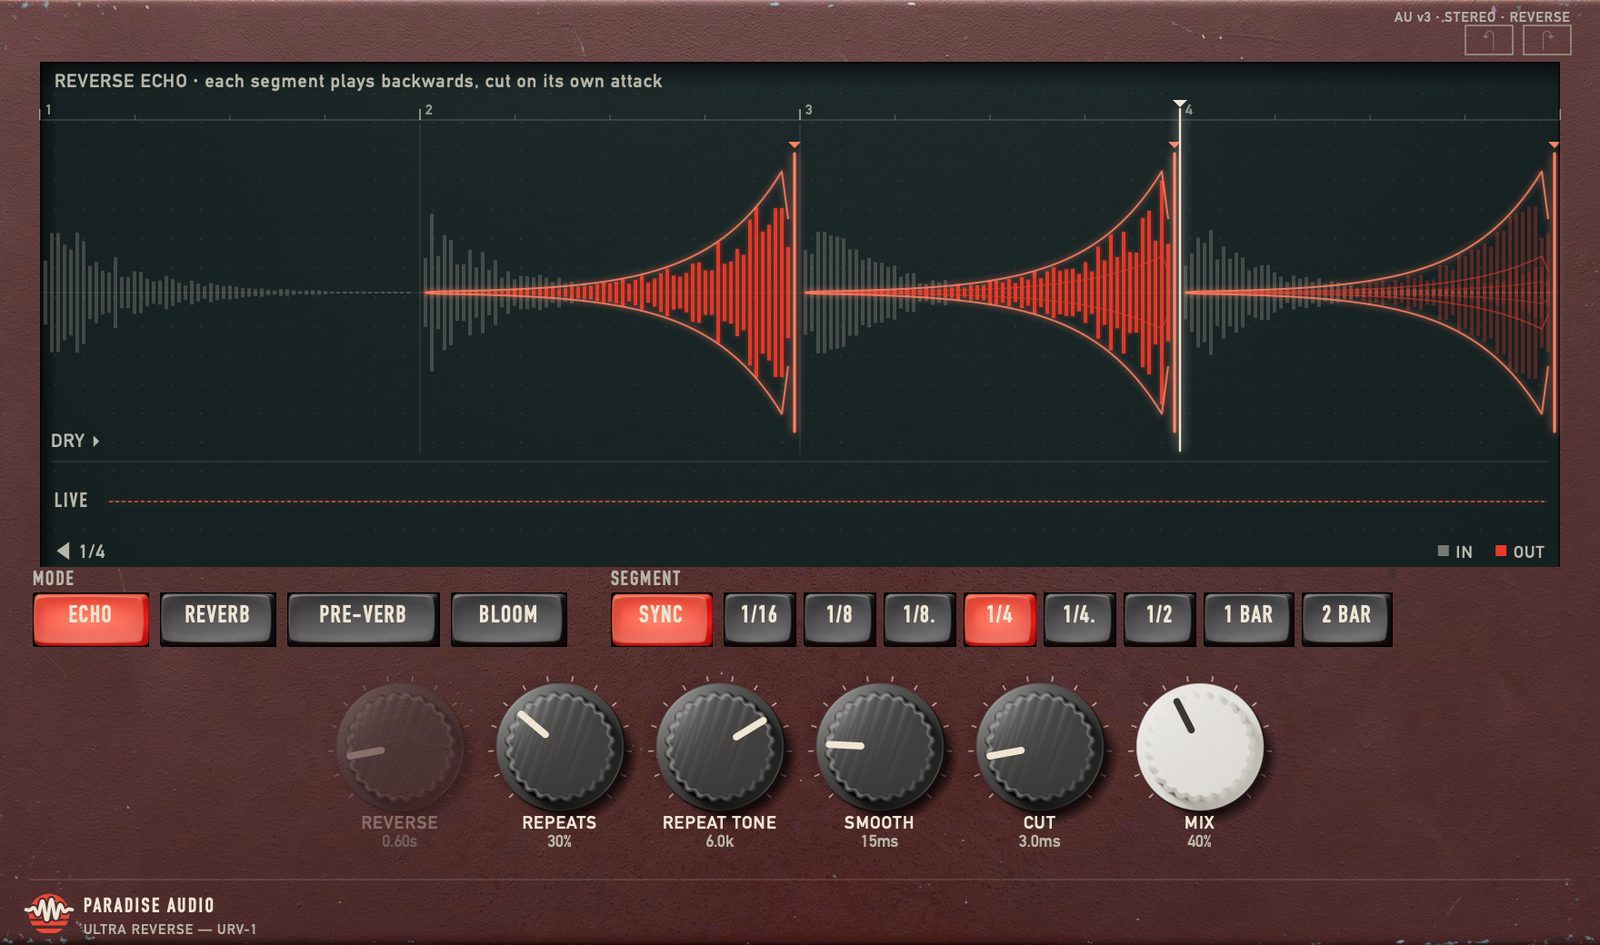 AU v3 · STEREO · REVERSE
REVERSE ECHO · each segment plays backwards, cut on its own attack
1 2 3 4
DRY
LIVE
1/4
IN OUT
MODE SEGMENT
ECHO REVERB PRE-VERB BLOOM SYNC 1/16 1/8 1/8. 1/4 1/4. 1/2 1 BAR 2 BAR
REVERSE REPEATS REPEAT TONE SMOOTH CUT MIX
0.60s 30% 6.0k 15ms 3.0ms 40%
PARADISE AUDIO
ULTRA REVERSE — URV-1